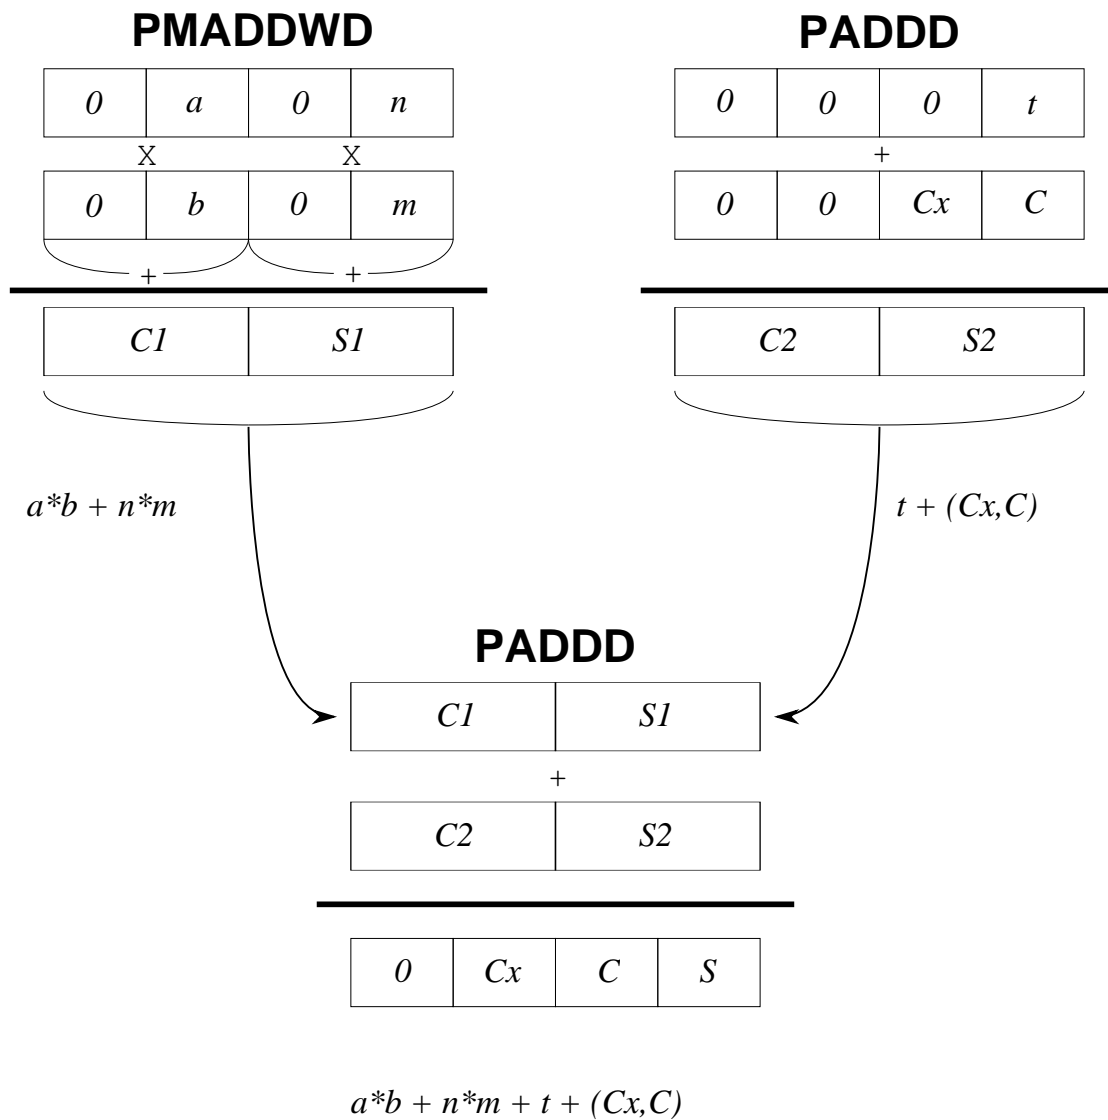 PMADDWD PADDD
0 a 0 n 0 0 0 t
X X +
0 b 0 m 0 0 Cx C
+ +
C1 S1 C2 S2
a*b + n*m t + (Cx,C)
PADDD
C1 S1
+
C2 S2
0 Cx C S
a*b + n*m + t + (Cx,C)